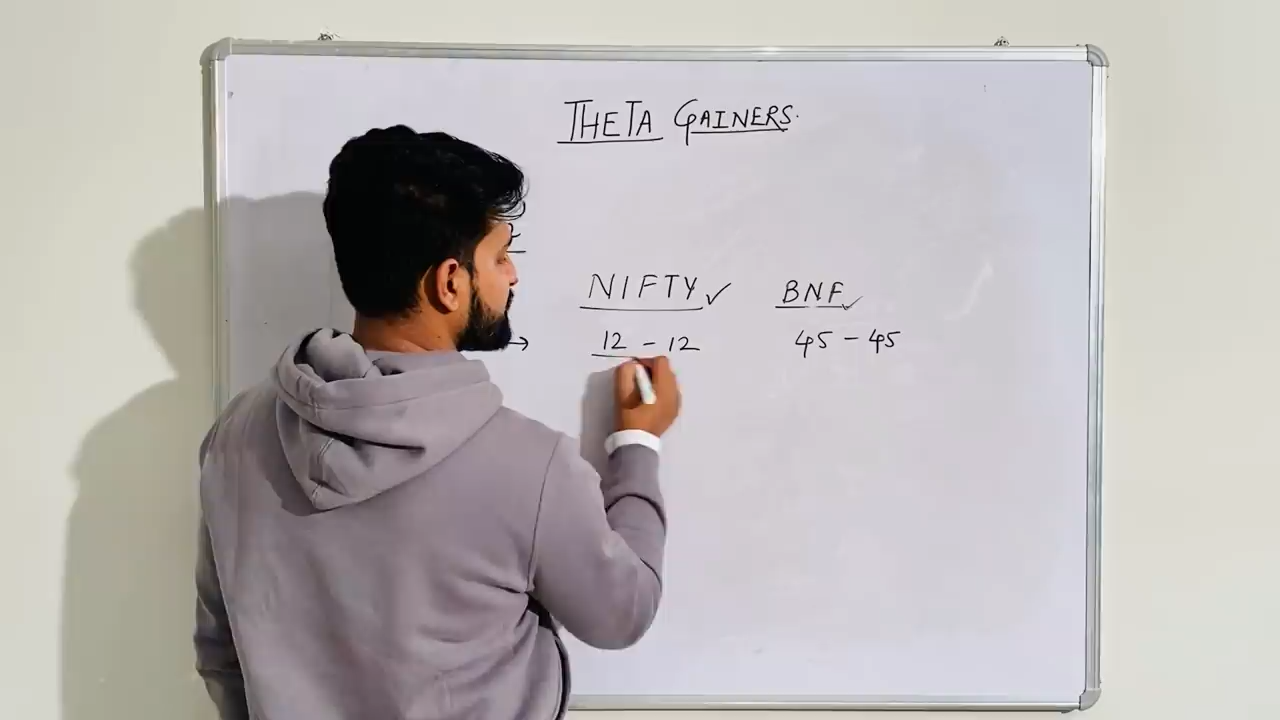 THETA GAINERS.
NIFTY ✓ BNF ✓
→ 12 - 12 45 - 45